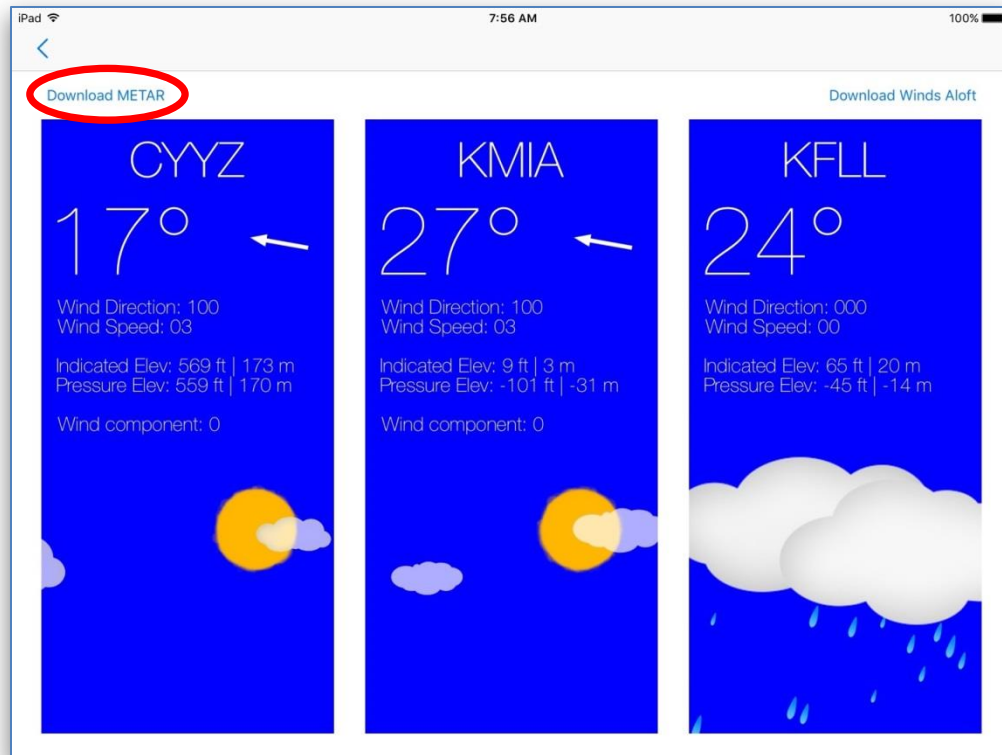 iPad 7:56 AM 100%
Download METAR Download Winds Aloft
CYYZ
17°
Wind Direction: 100
Wind Speed: 03
Indicated Elev: 569 ft | 173 m
Pressure Elev: 559 ft | 170 m
Wind component: 0
KMIA
27°
Wind Direction: 100
Wind Speed: 03
Indicated Elev: 9 ft | 3 m
Pressure Elev: -101 ft | -31 m
Wind component: 0
KFLL
24°
Wind Direction: 000
Wind Speed: 00
Indicated Elev: 65 ft | 20 m
Pressure Elev: -45 ft | -14 m